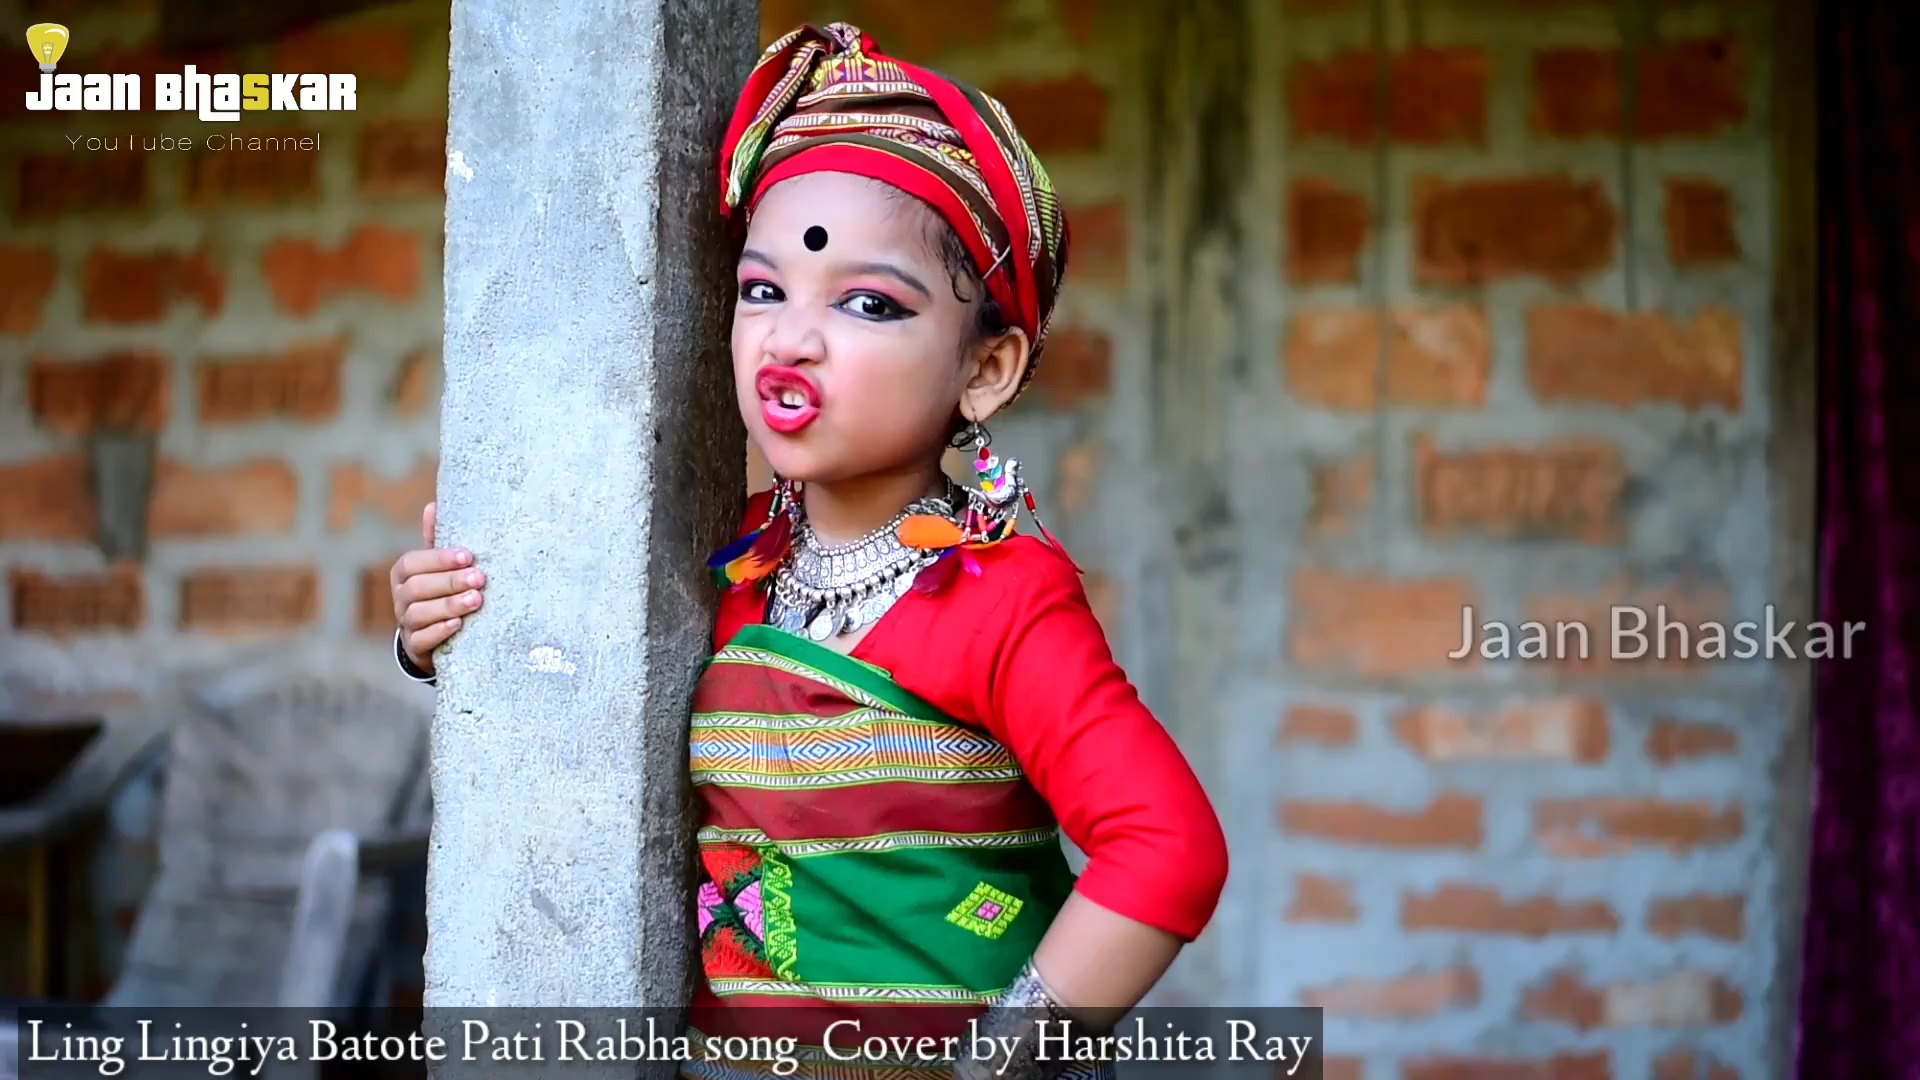 Jaan Bhaskar
YouTube Channel
Jaan Bhaskar
Ling Lingiya Batote Pati Rabha song Cover by Harshita Ray